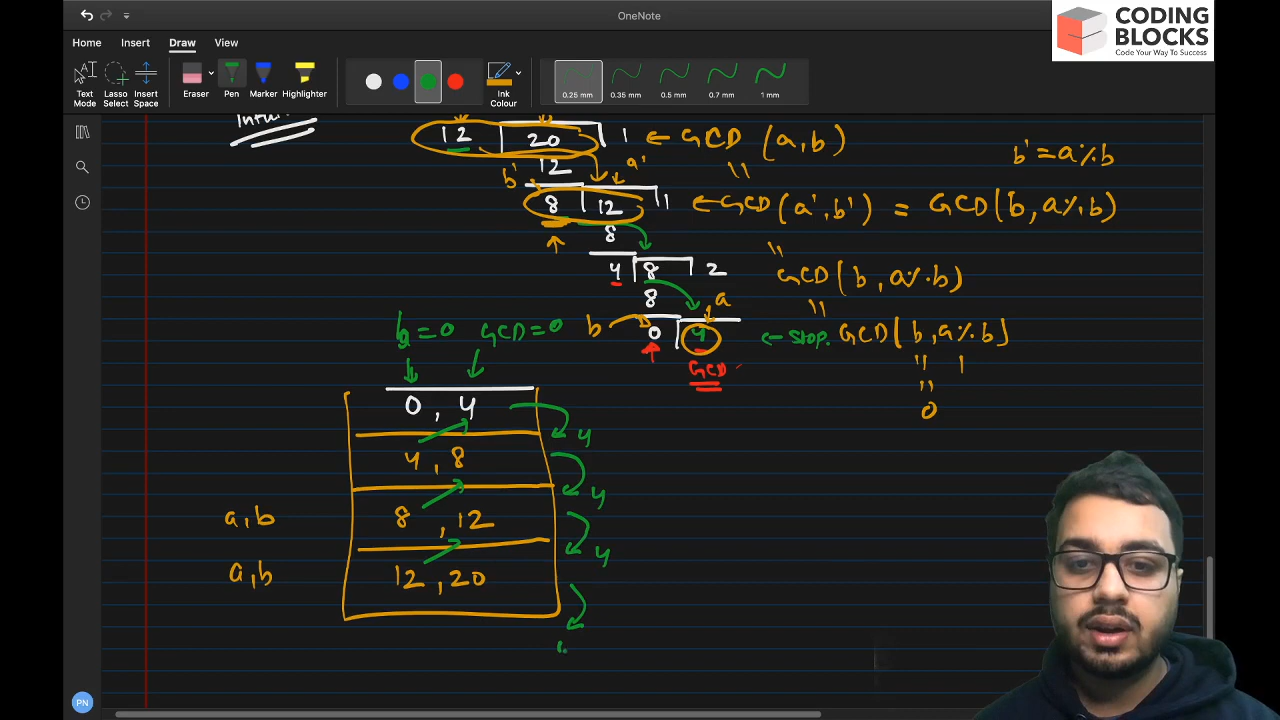 OneNote
CODING
BLOCKS
Code Your Way To Success
Home Insert Draw View
Text Mode
Lasso Select
Insert Space
Eraser
Pen
Marker
Highlighter
Ink Colour
0.25 mm
0.35 mm
0.5 mm
0.7 mm
1 mm
12 20 1 ← GCD (a,b)
b' = a%b
12
b' a' "
8 12 1 ← GCD(a',b') = GCD(b, a%b)
8 "
4 8 2 GCD(b, a%b)
8 a "
b 0 4 ← stop. GCD(b, a%b)
b=0 GCD=0
GCD " |
"
0
0, 4 4
4, 8 4
a,b 8, 12 4
a,b 12, 20
PN